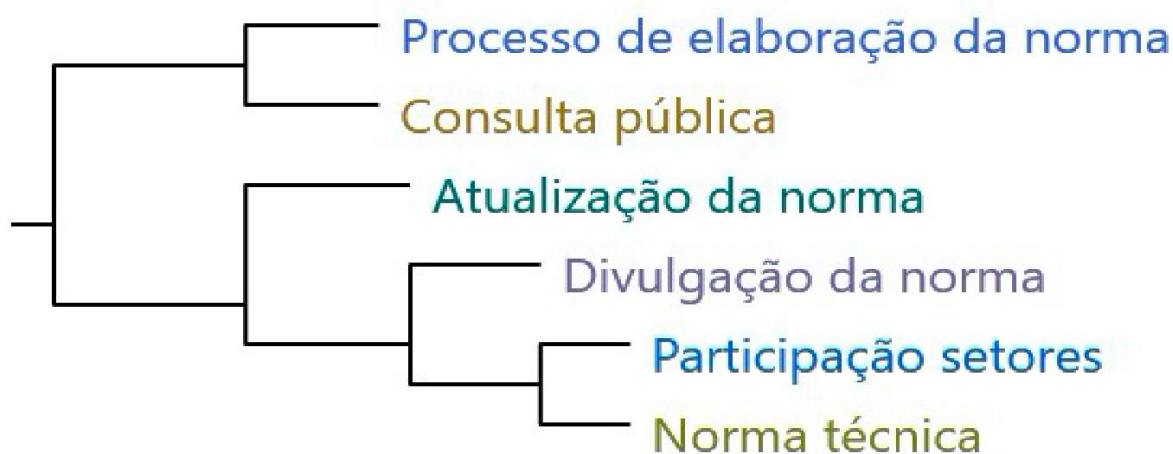 Processo de elaboração da norma
Consulta pública
Atualização da norma
Divulgação da norma
Participação setores
Norma técnica